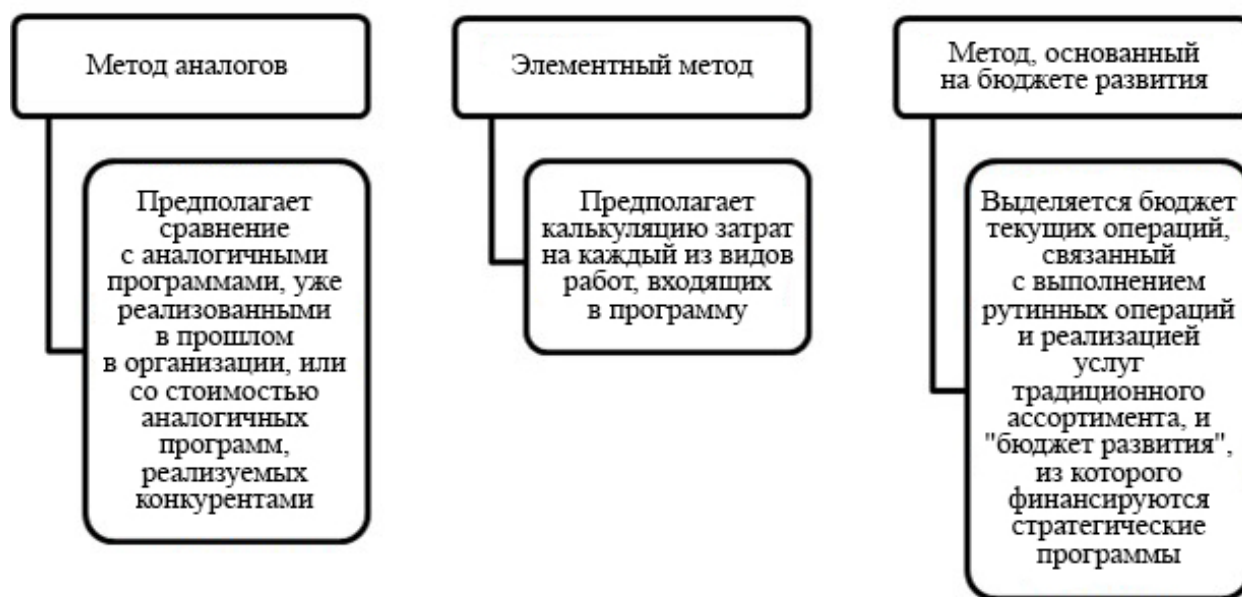 Метод аналогов
Предполагает
сравнение
с аналогичными
программами, уже
реализованными
в прошлом
в организации, или
со стоимостью
аналогичных
программ,
реализуемых
конкурентами
Элементный метод
Предполагает
калькуляцию затрат
на каждый из видов
работ, входящих
в программу
Метод, основанный
на бюджете развития
Выделяется бюджет
текущих операций,
связанный
с выполнением
рутинных операций
и реализацией
услуг
традиционного
ассортимента, и
"бюджет развития",
из которого
финансируются
стратегические
программы